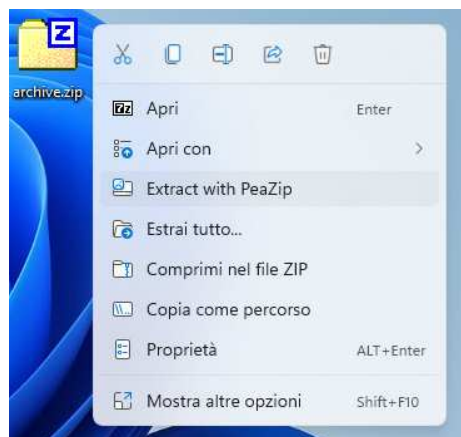 Z
archive.zip
7z Apri Enter
Apri con
Extract with PeaZip
Estrai tutto...
Comprimi nel file ZIP
Copia come percorso
Proprietà ALT+Enter
Mostra altre opzioni Shift+F10